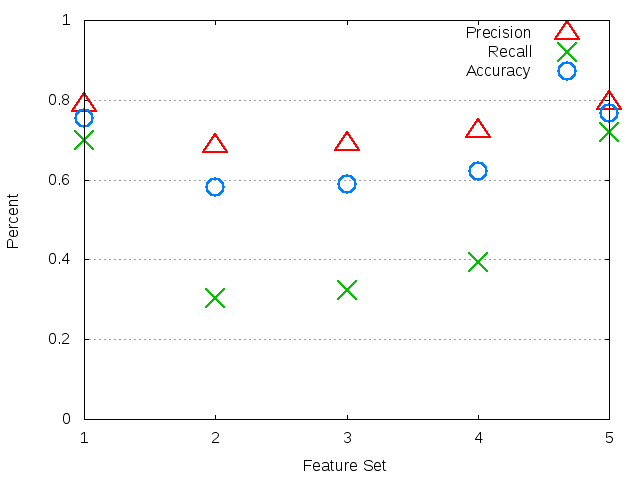 1
Precision
Recall
Accuracy
0.8
0.6
Percent
0.4
0.2
0
1 2 3 4 5
Feature Set